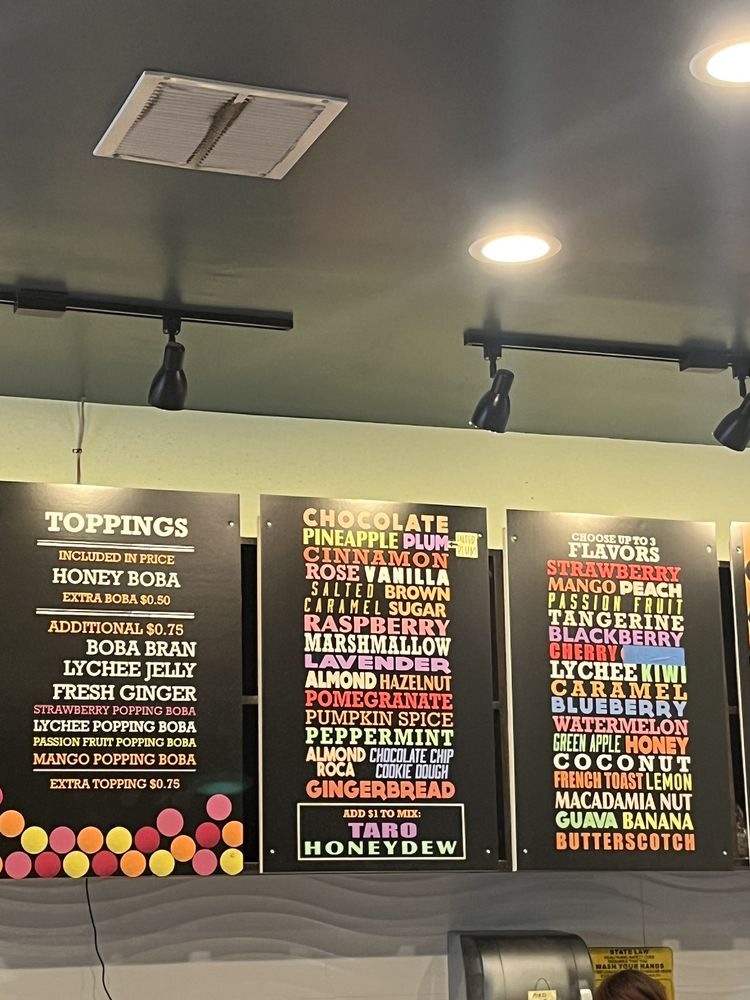 TOPPINGS
INCLUDED IN PRICE
HONEY BOBA
EXTRA BOBA $0.50
ADDITIONAL $0.75
BOBA BRAN
LYCHEE JELLY
FRESH GINGER
STRAWBERRY POPPING BOBA
LYCHEE POPPING BOBA
PASSION FRUIT POPPING BOBA
MANGO POPPING BOBA
EXTRA TOPPING $0.75
CHOCOLATE
PINEAPPLE PLUM
CINNAMON
ROSE VANILLA
SALTED BROWN
CARAMEL SUGAR
RASPBERRY
MARSHMALLOW
LAVENDER
ALMOND HAZELNUT
POMEGRANATE
PUMPKIN SPICE
PEPPERMINT
ALMOND CHOCOLATE CHIP
ROCA COOKIE DOUGH
GINGERBREAD
ADD $1 TO MIX:
TARO
HONEYDEW
CHOOSE UP TO 3
FLAVORS
STRAWBERRY
MANGO PEACH
PASSION FRUIT
TANGERINE
BLACKBERRY
CHERRY
LYCHEE KIWI
CARAMEL
BLUEBERRY
WATERMELON
GREEN APPLE HONEY
COCONUT
FRENCH TOAST LEMON
MACADAMIA NUT
GUAVA BANANA
BUTTERSCOTCH
STATE LAW
WASH YOUR HANDS